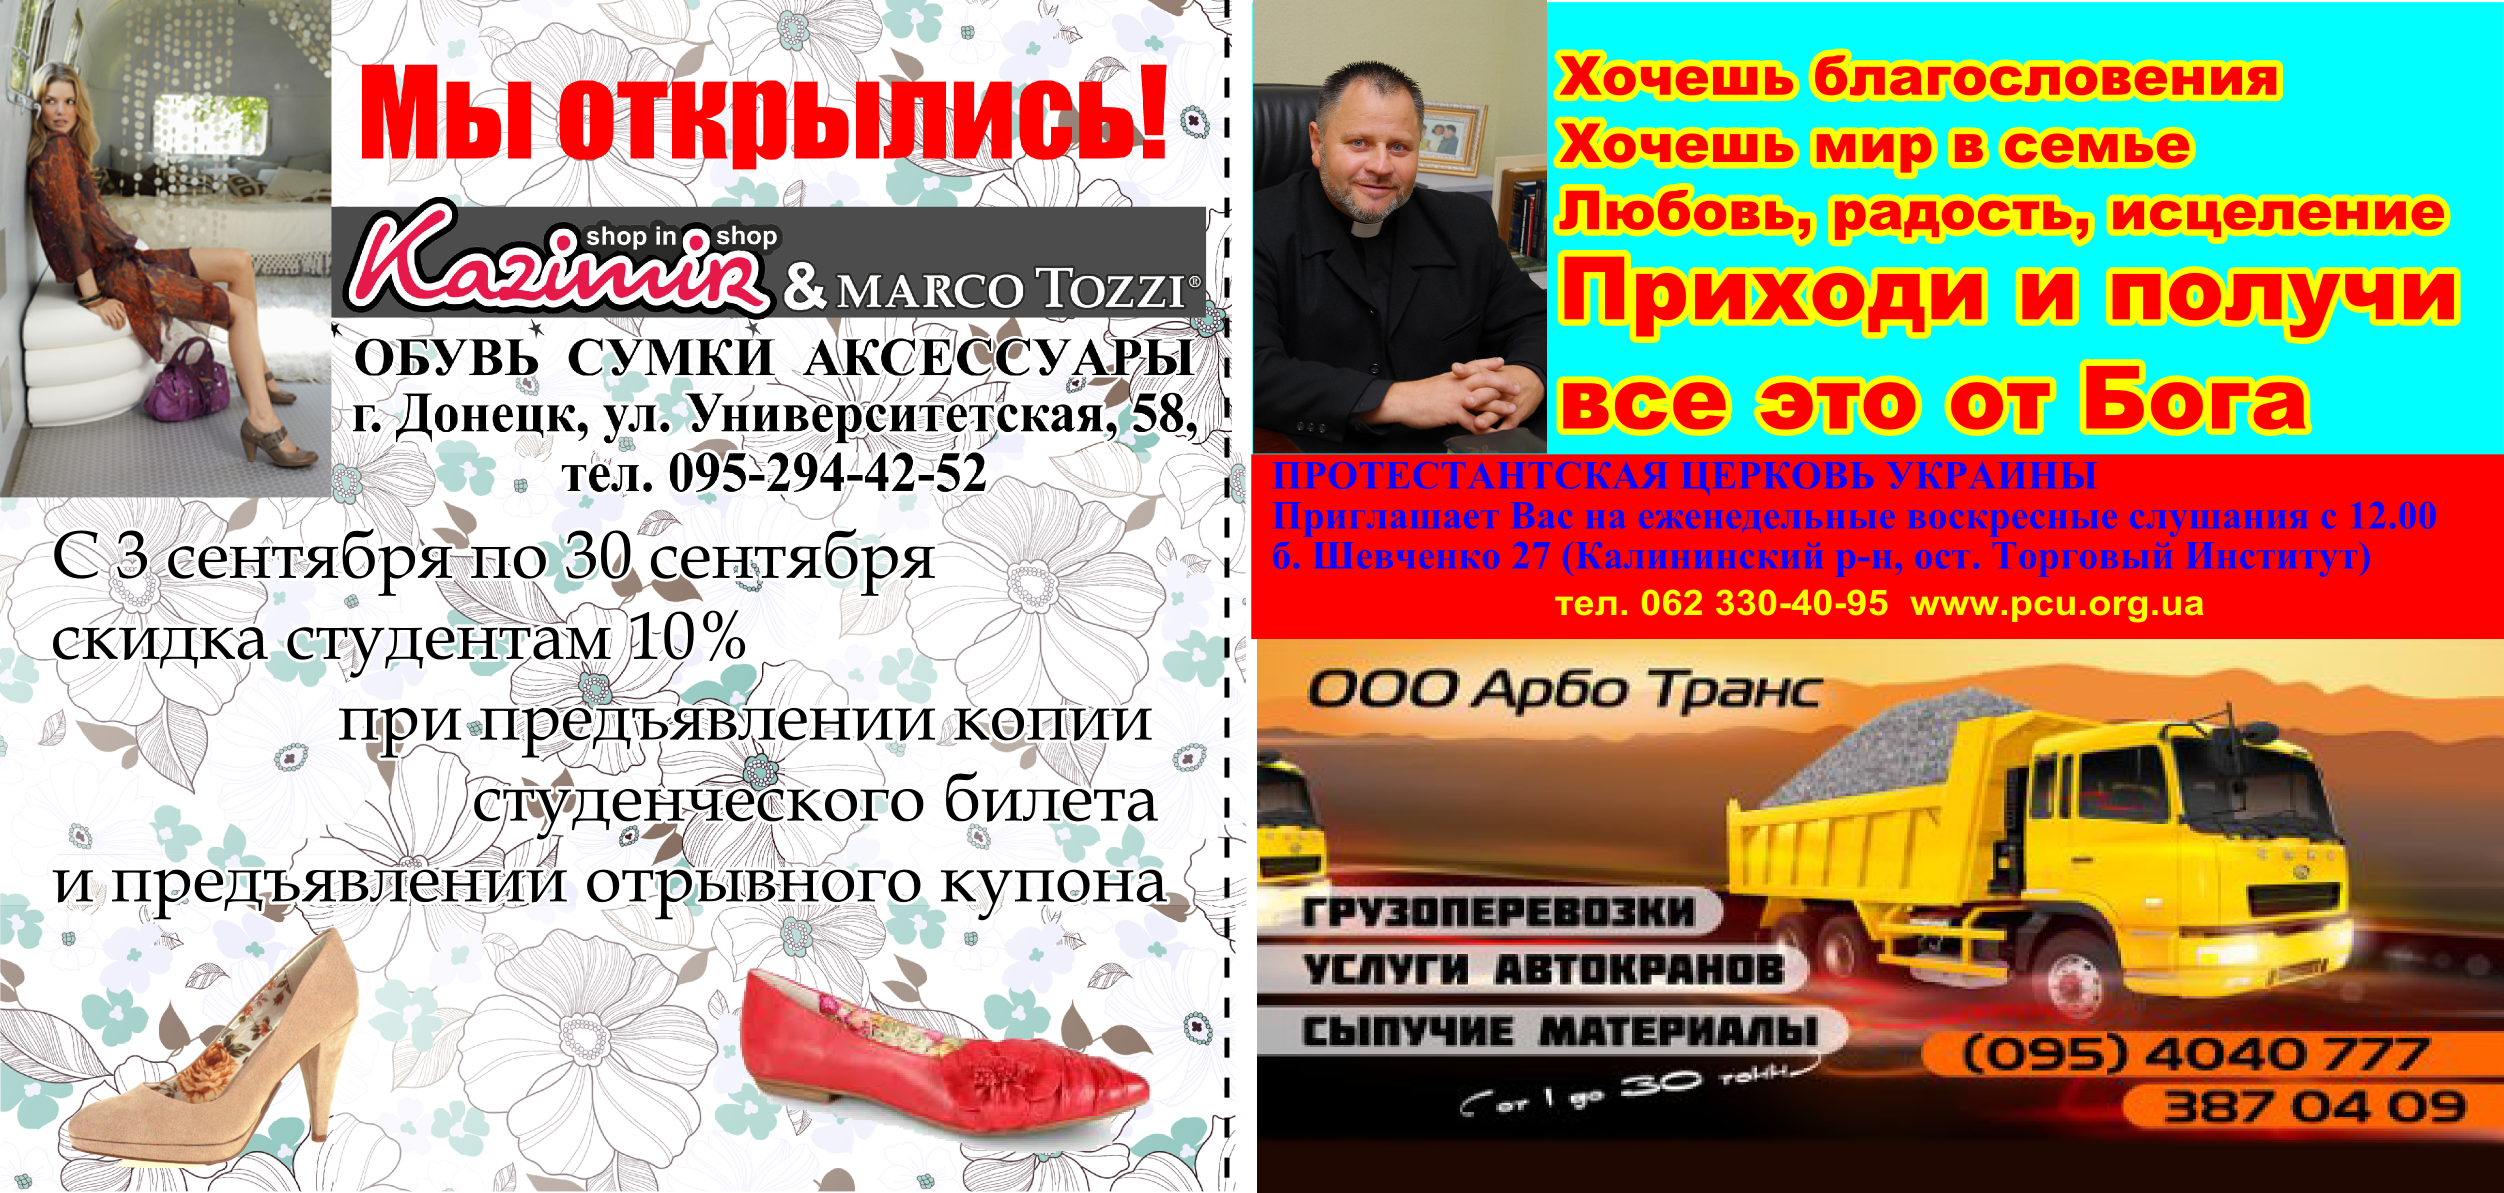 Мы открылись!
Kazimir shop in shop & MARCO TOZZI®
ОБУВЬ СУМКИ АКСЕССУАРЫ
г. Донецк, ул. Университетская, 58,
тел. 095-294-42-52
С 3 сентября по 30 сентября
скидка студентам 10%
при предъявлении копии
студенческого билета
и предъявлении отрывного купона
Хочешь благословения
Хочешь мир в семье
Любовь, радость, исцеление
Приходи и получи
все это от Бога
ПРОТЕСТАНТСКАЯ ЦЕРКОВЬ УКРАИНЫ
Приглашает Вас на еженедельные воскресные слушания с 12.00
б. Шевченко 27 (Калининский р-н, ост. Торговый Институт)
тел. 062 330-40-95 www.pcu.org.ua
ООО Арбо Транс
ГРУЗОПЕРЕВОЗКИ
УСЛУГИ АВТОКРАНОВ
СЫПУЧИЕ МАТЕРИАЛЫ
от 1 до 30 тонн
(095) 4040 777
387 04 09